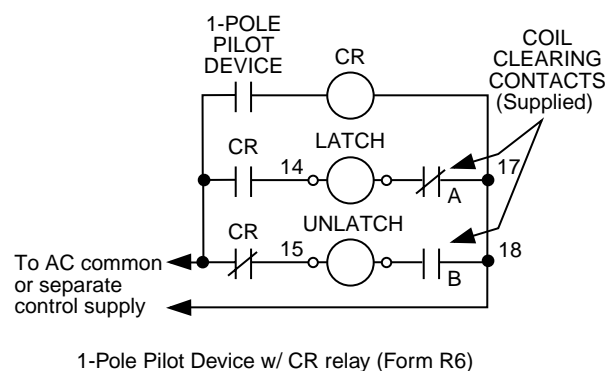 1-POLE
PILOT
DEVICE
CR
COIL
CLEARING
CONTACTS
(Supplied)
CR
14
LATCH
A
17
CR
15
UNLATCH
B
18
To AC common
or separate
control supply
1-Pole Pilot Device w/ CR relay (Form R6)